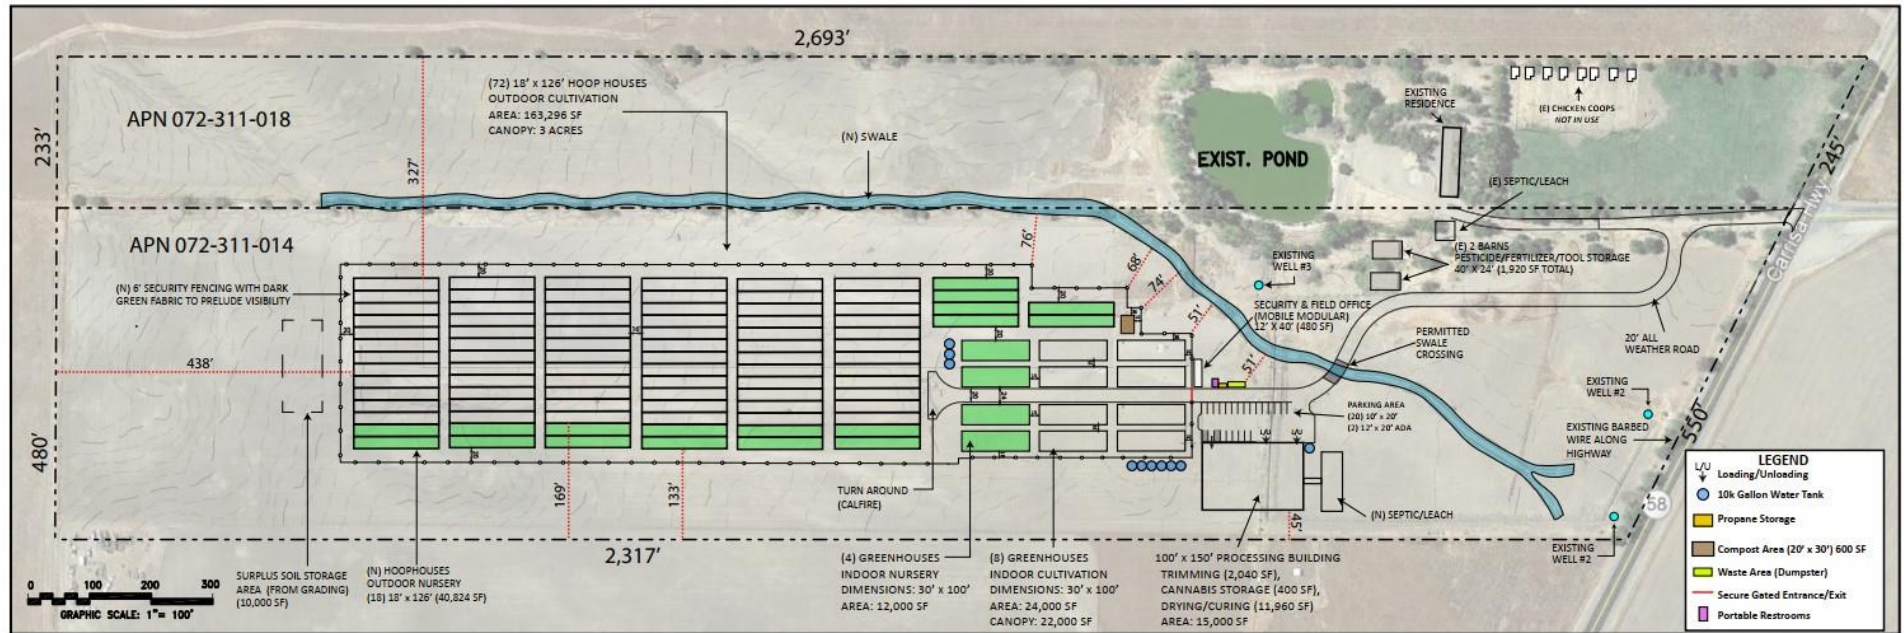 2,693’
(72) 18’ x 126’ HOOP HOUSES
OUTDOOR CULTIVATION
AREA: 163,296 SF
CANOPY: 3 ACRES
APN 072-311-018
233’
327’
(N) SWALE
EXIST. POND
EXISTING
RESIDENCE
(E) CHICKEN COOPS
NOT IN USE
245’
(E) SEPTIC/LEACH
Carrisa Hwy
APN 072-311-014
76’
68’
74’
51’
51’
EXISTING
WELL #3
(E) 2 BARNS
PESTICIDE/FERTILIZER/TOOL STORAGE
40’ X 24’ (1,920 SF TOTAL)
(N) 6’ SECURITY FENCING WITH DARK
GREEN FABRIC TO PRELUDE VISIBILITY
SECURITY & FIELD OFFICE
(MOBILE MODULAR)
12’ X 40’ (480 SF)
PERMITTED
SWALE
CROSSING
20’ ALL
WEATHER ROAD
438’
EXISTING
WELL #2
PARKING AREA
(20) 10’ x 20’
(2) 12’ x 20’ ADA
EXISTING BARBED
WIRE ALONG
HIGHWAY
550’
480’
169’
133’
45’
TURN AROUND
(CALFIRE)
(N) SEPTIC/LEACH
58
EXISTING
WELL #2
2,317’
0 100 200 300
GRAPHIC SCALE: 1"= 100’
SURPLUS SOIL STORAGE
AREA (FROM GRADING)
(10,000 SF)
(N) HOOPHOUSES
OUTDOOR NURSERY
(18) 18’ x 126’ (40,824 SF)
(4) GREENHOUSES
INDOOR NURSERY
DIMENSIONS: 30’ x 100’
AREA: 12,000 SF
(8) GREENHOUSES
INDOOR CULTIVATION
DIMENSIONS: 30’ x 100’
AREA: 24,000 SF
CANOPY: 22,000 SF
100’ x 150’ PROCESSING BUILDING
TRIMMING (2,040 SF),
CANNABIS STORAGE (400 SF),
DRYING/CURING (11,960 SF)
AREA: 15,000 SF
LEGEND
Loading/Unloading
10k Gallon Water Tank
Propane Storage
Compost Area (20’ x 30’) 600 SF
Waste Area (Dumpster)
Secure Gated Entrance/Exit
Portable Restrooms